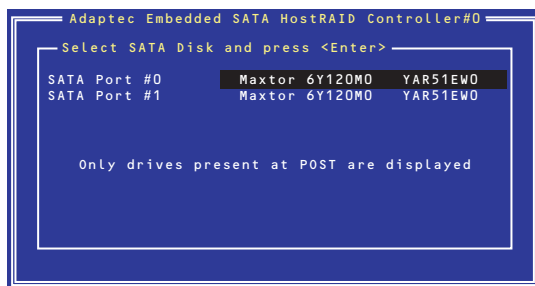 Adaptec Embedded SATA HostRAID Controller#0
Select SATA Disk and press <Enter>
SATA Port #0 Maxtor 6Y120M0 YAR51EW0
SATA Port #1 Maxtor 6Y120M0 YAR51EW0
Only drives present at POST are displayed